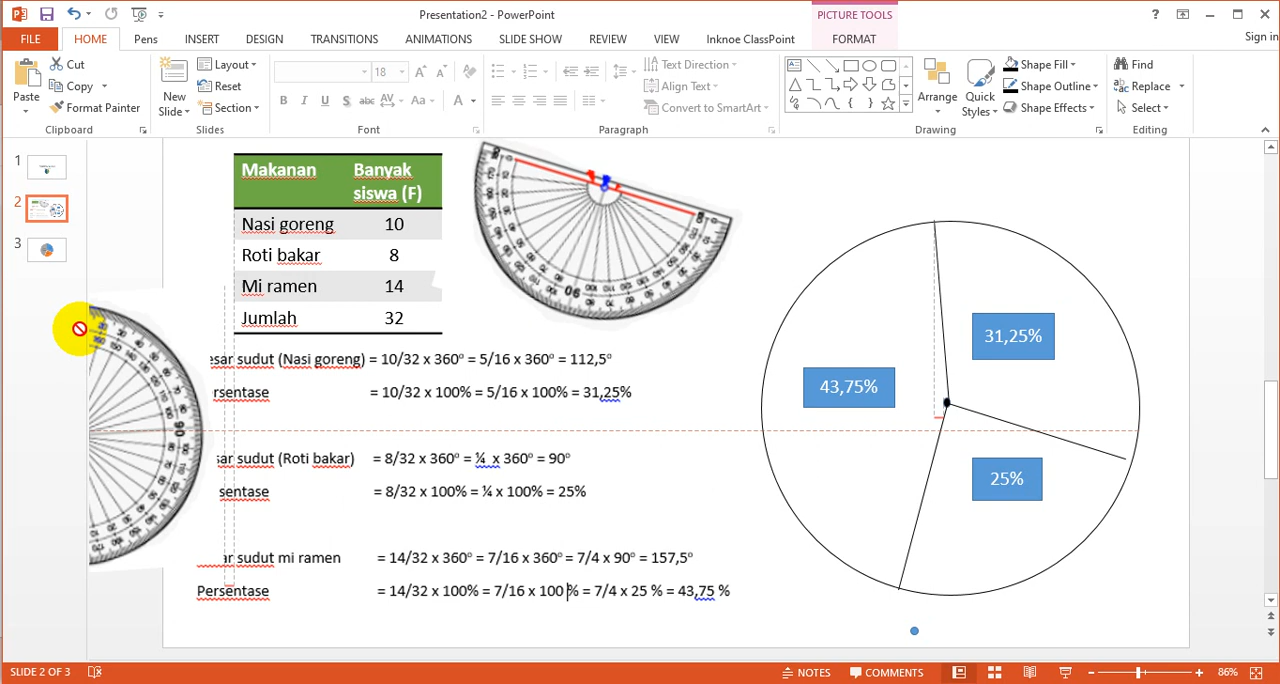 Presentation2 - PowerPoint
PICTURE TOOLS
FILE HOME Pens INSERT DESIGN TRANSITIONS ANIMATIONS SLIDE SHOW REVIEW VIEW Inknoe ClassPoint FORMAT Sign in
Paste Cut Copy Format Painter
New Slide Layout Reset Section
18
Text Direction Align Text Convert to SmartArt
Arrange Quick Styles Shape Fill Shape Outline Shape Effects
Find Replace Select
Clipboard Slides Font Paragraph Drawing Editing
1
2
3
Makanan Banyak siswa (F)
Nasi goreng 10
Roti bakar 8
Mi ramen 14
Jumlah 32
esar sudut (Nasi goreng) = 10/32 x 360° = 5/16 x 360° = 112,5°
rsentase = 10/32 x 100% = 5/16 x 100% = 31,25%
ar sudut (Roti bakar) = 8/32 x 360° = ¼ x 360° = 90°
sentase = 8/32 x 100% = ¼ x 100% = 25%
ar sudut mi ramen = 14/32 x 360° = 7/16 x 360° = 7/4 x 90° = 157,5°
Persentase = 14/32 x 100% = 7/16 x 100 % = 7/4 x 25 % = 43,75 %
31,25%
43,75%
25%
SLIDE 2 OF 3 NOTES COMMENTS 86%